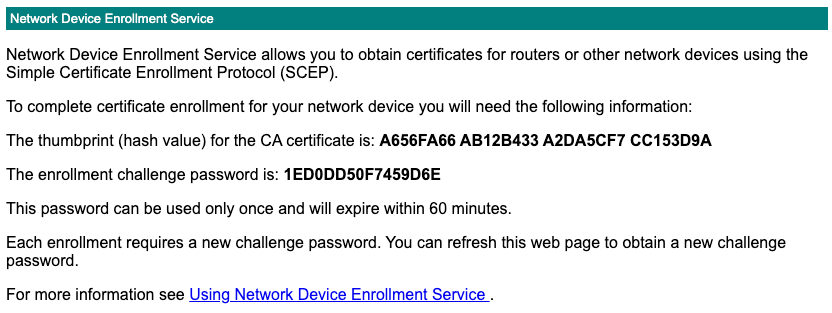 Network Device Enrollment Service
Network Device Enrollment Service allows you to obtain certificates for routers or other network devices using the
Simple Certificate Enrollment Protocol (SCEP).
To complete certificate enrollment for your network device you will need the following information:
The thumbprint (hash value) for the CA certificate is: A656FA66 AB12B433 A2DA5CF7 CC153D9A
The enrollment challenge password is: 1ED0DD50F7459D6E
This password can be used only once and will expire within 60 minutes.
Each enrollment requires a new challenge password. You can refresh this web page to obtain a new challenge
password.
For more information see Using Network Device Enrollment Service .